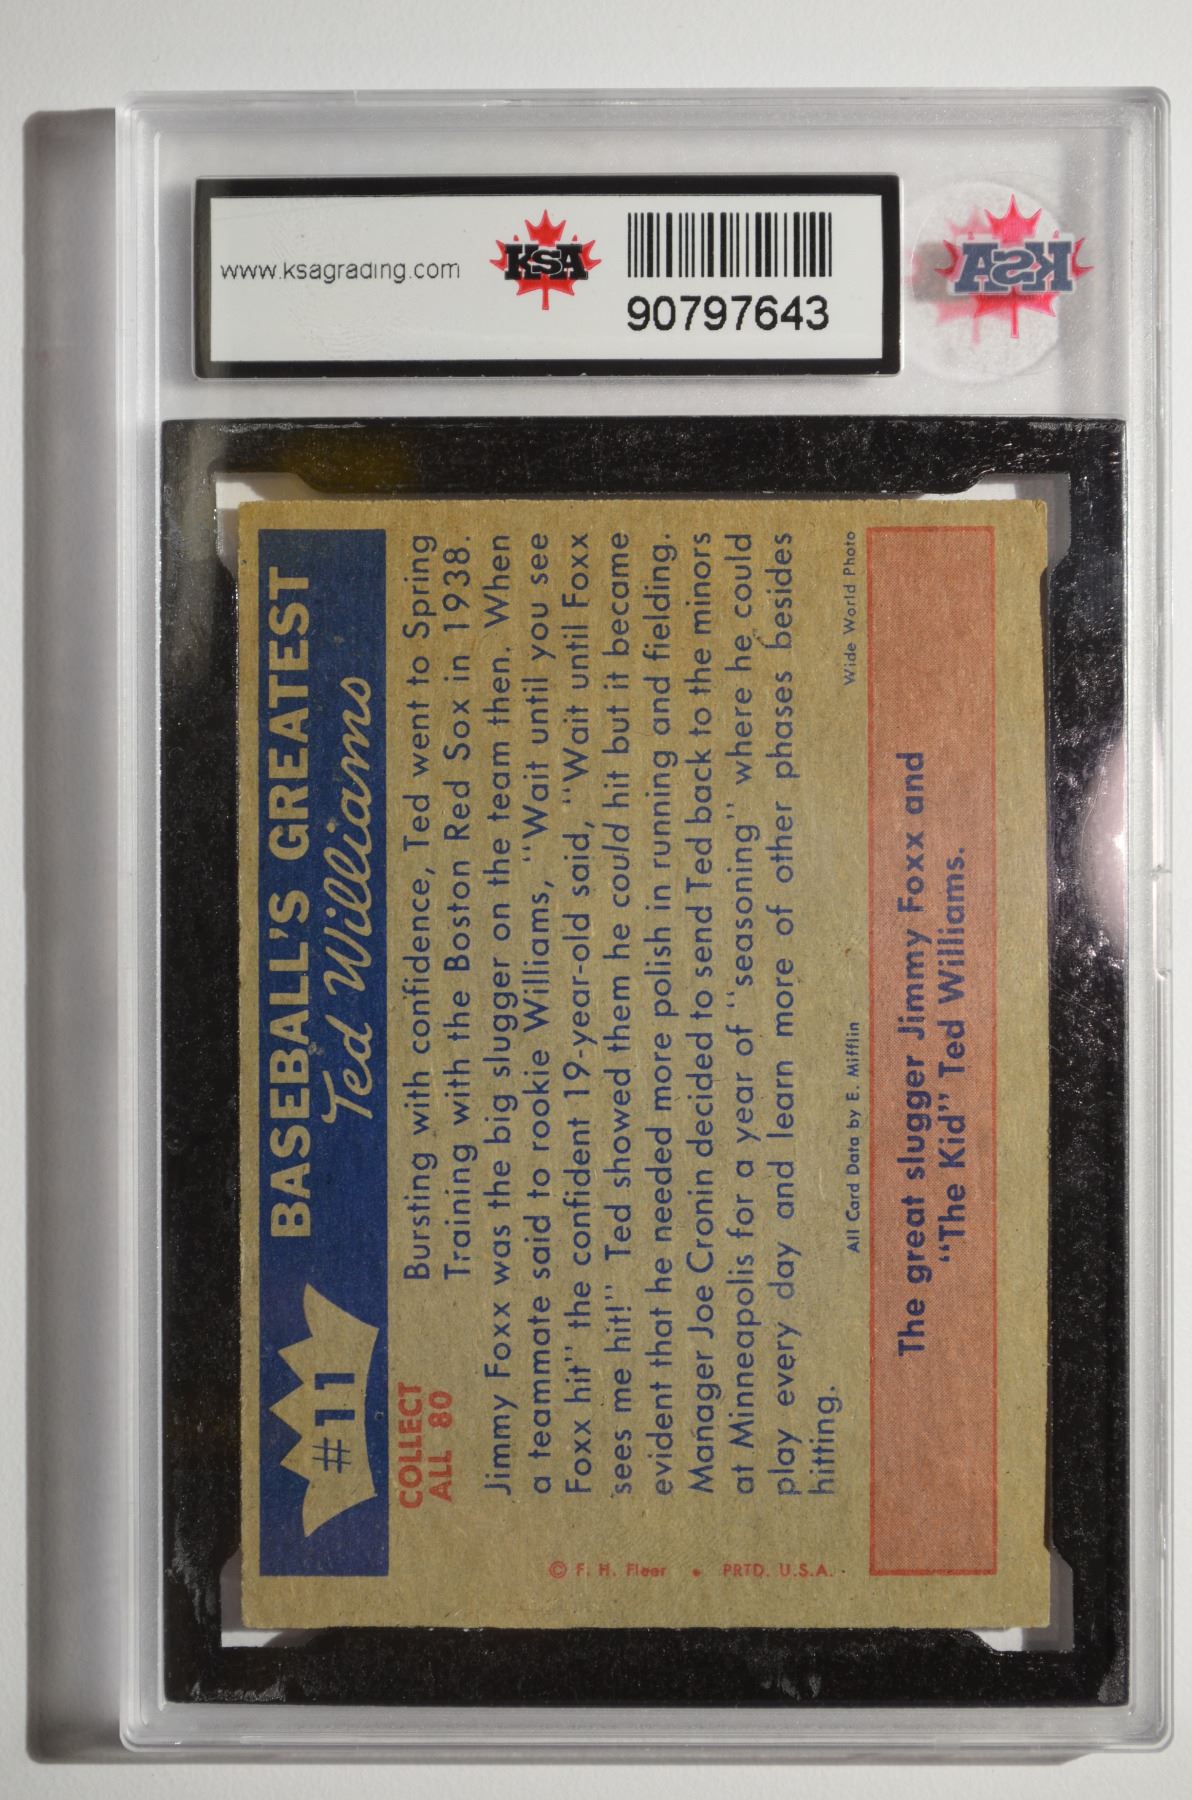 www.ksagrading.com
KSA
90797643
KSA
#11
BASEBALL'S GREATEST
Ted Williams
COLLECT
ALL 80
Bursting with confidence, Ted went to Spring
Training with the Boston Red Sox in 1938.
Jimmy Foxx was the big slugger on the team then. When
a teammate said to rookie Williams, "Wait until you see
Foxx hit" the confident 19-year-old said, "Wait until Foxx
sees me hit!" Ted showed them he could hit but it became
evident that he needed more polish in running and fielding.
Manager Joe Cronin decided to send Ted back to the minors
at Minneapolis for a year of "seasoning" where he could
play every day and learn more of other phases besides
hitting.
© F. H. Fleer • PRTD. U.S.A.
All Card Data by E. Mifflin
Wide World Photo
The great slugger Jimmy Foxx and
"The Kid" Ted Williams.